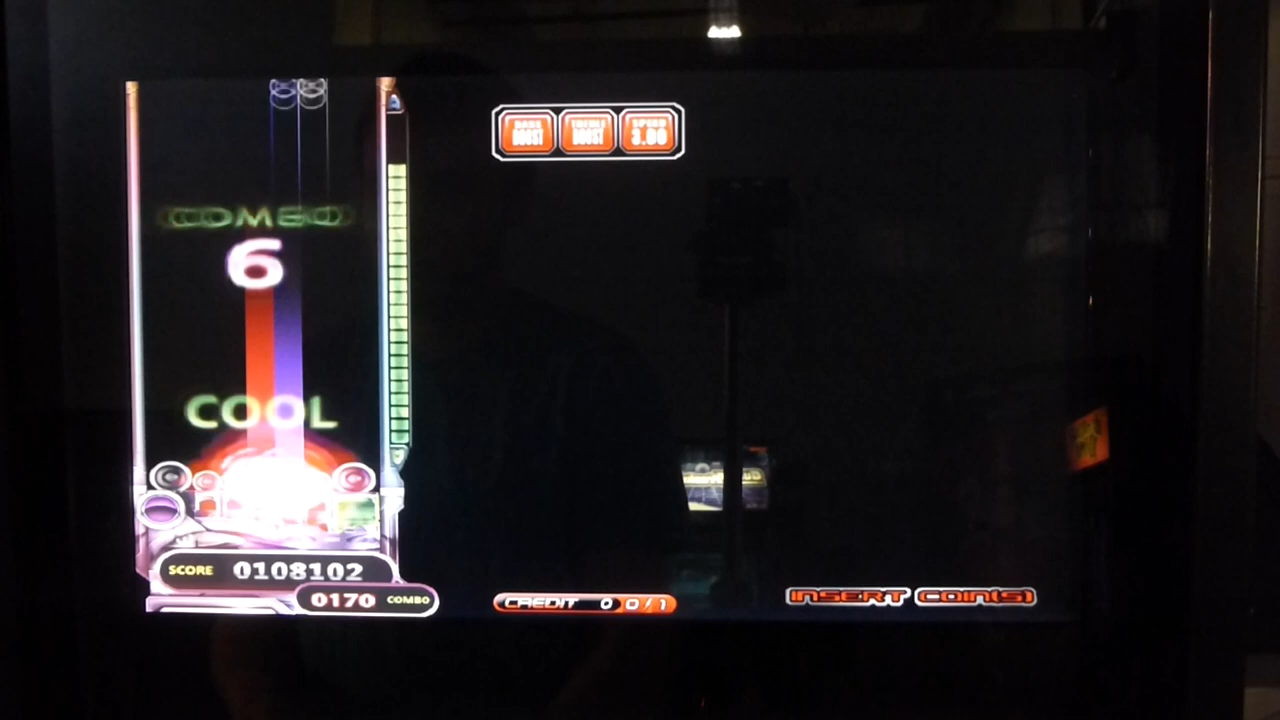 BASS BOOST
TREBLE BOOST
SPEED 3.00
COMBO
6
COOL
SCORE 0108102
0170 COMBO
CREDIT 0 0/1
INSERT COIN(S)